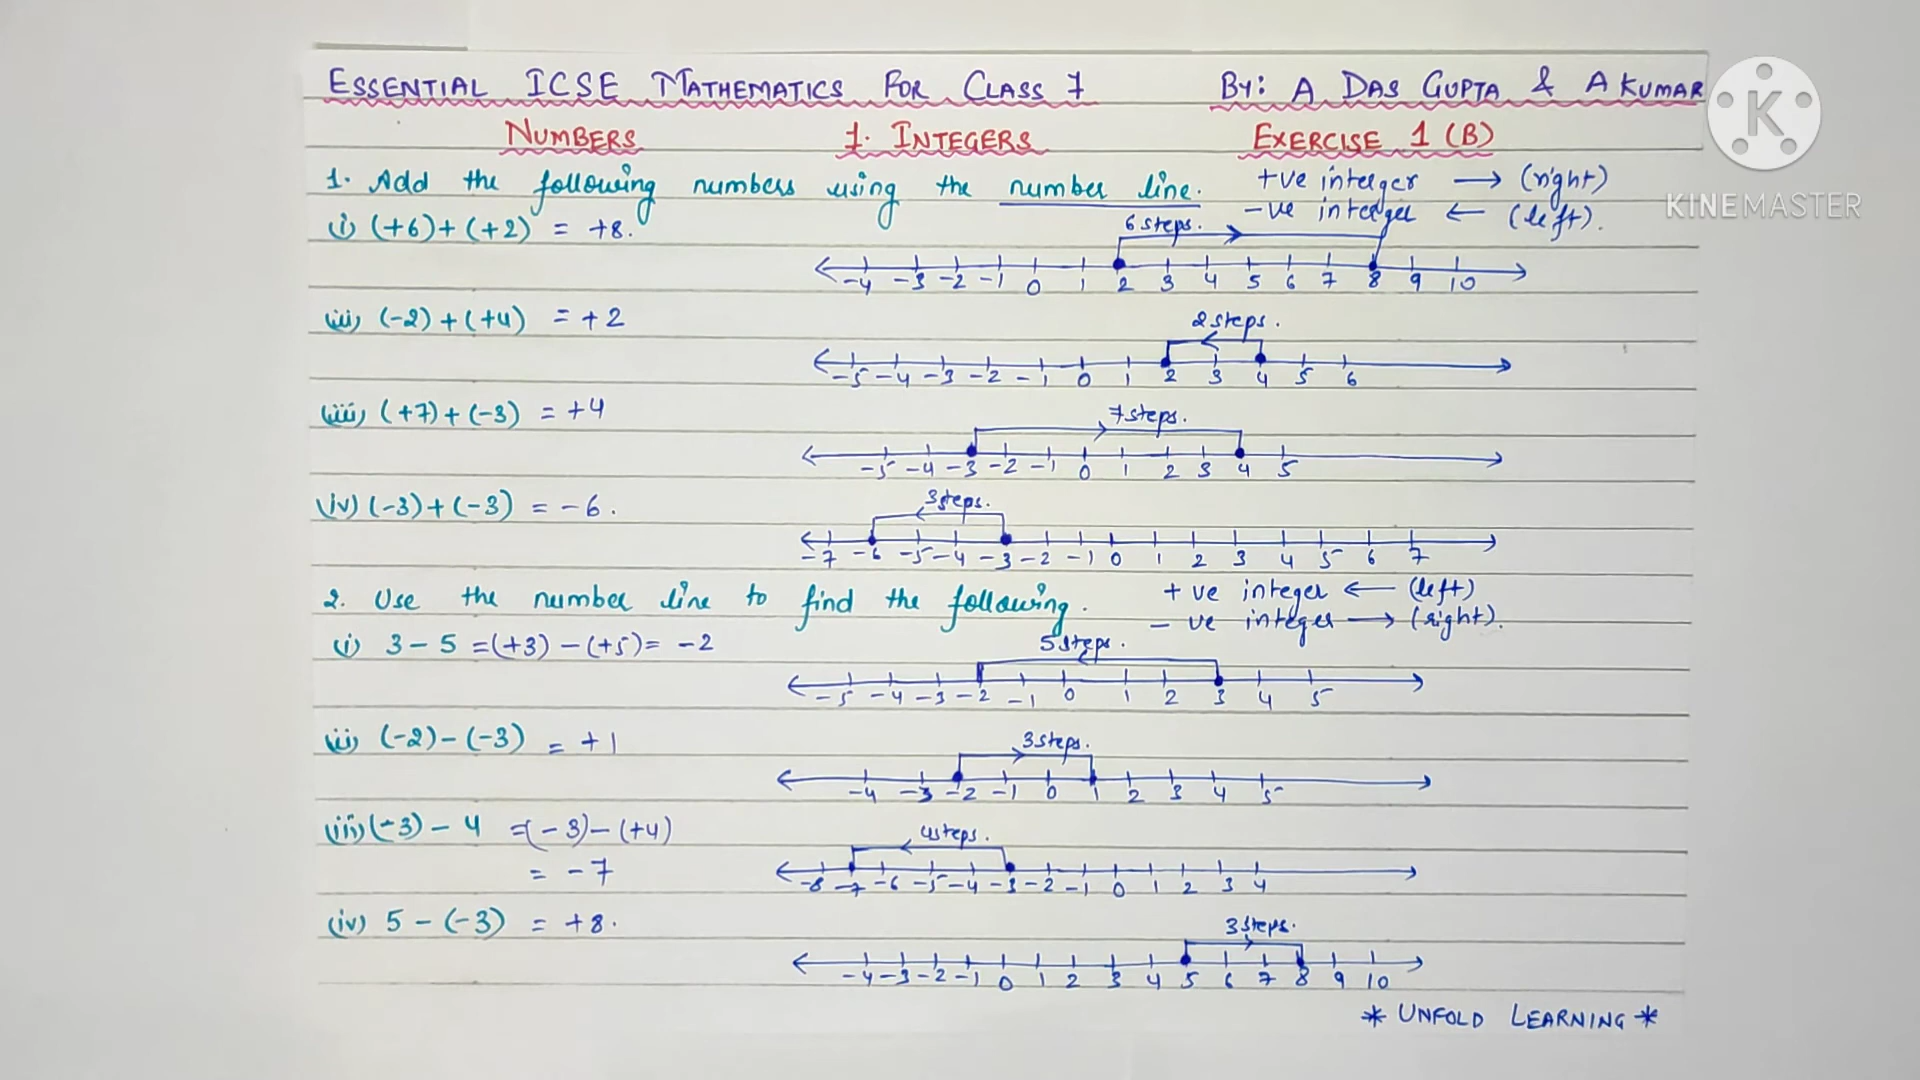 ESSENTIAL ICSE MATHEMATICS FOR CLASS 7 BY: A DAS GUPTA & A KUMAR
NUMBERS 1. INTEGERS EXERCISE 1 (B)
K
KINEMASTER
1. Add the following numbers using the number line. +ve interger → (right)
-ve interger ← (left).
(i) (+6)+(+2) = +8. 6 steps.
-4 -3 -2 -1 0 1 2 3 4 5 6 7 8 9 10
(ii) (-2)+(+4) = +2 2 steps.
-5 -4 -3 -2 -1 0 1 2 3 4 5 6
(iii) (+7)+(-3) = +4 7 steps.
-5 -4 -3 -2 -1 0 1 2 3 4 5
(iv) (-3)+(-3) = -6. 3 steps.
-7 -6 -5 -4 -3 -2 -1 0 1 2 3 4 5 6 7
2. Use the number line to find the following. +ve integer ← (left)
-ve integer → (right).
(i) 3 - 5 = (+3) - (+5) = -2 5 steps.
-5 -4 -3 -2 -1 0 1 2 3 4 5
(ii) (-2) - (-3) = +1 3 steps.
-4 -3 -2 -1 0 1 2 3 4 5
(iii) (-3) - 4 = (-3) - (+4) 4 steps.
= -7
-8 -7 -6 -5 -4 -3 -2 -1 0 1 2 3 4
(iv) 5 - (-3) = +8. 3 steps.
-4 -3 -2 -1 0 1 2 3 4 5 6 7 8 9 10
* UNFOLD LEARNING *